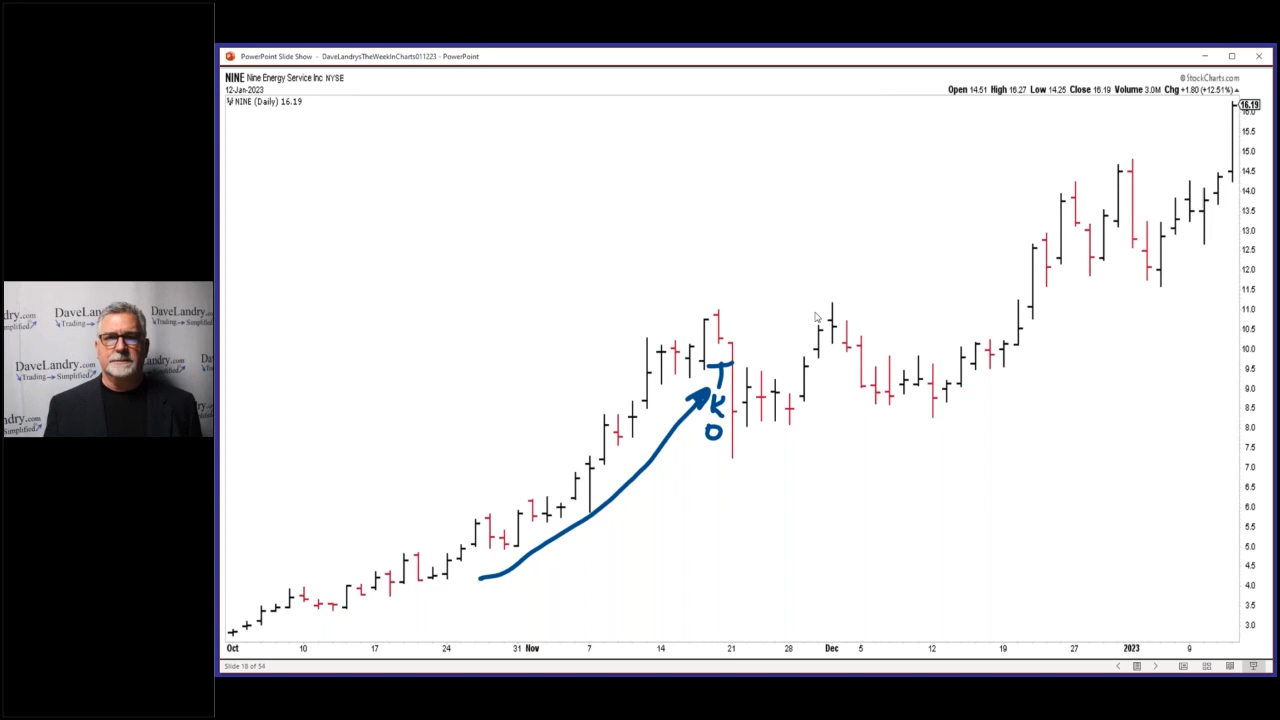 PowerPoint Slide Show - DaveLandrysTheWeekInCharts011223 - PowerPoint
NINE Nine Energy Service Inc NYSE
© StockCharts.com
12-Jan-2023
Open 14.51 High 16.27 Low 14.25 Close 16.19 Volume 3.0M Chg +1.80 (+12.51%)
NINE (Daily) 16.19
16.19
16.0
15.5
15.0
14.5
14.0
13.5
13.0
12.5
12.0
11.5
11.0
10.5
10.0
9.5
9.0
8.5
8.0
7.5
7.0
6.5
6.0
5.5
5.0
4.5
4.0
3.5
3.0
TKO
Oct 10 17 24 31 Nov 7 14 21 28 Dec 5 12 19 27 2023 9
Slide 18 of 54
DaveLandry.com
Trading Simplified
DaveLandry.com
Trading Simplified